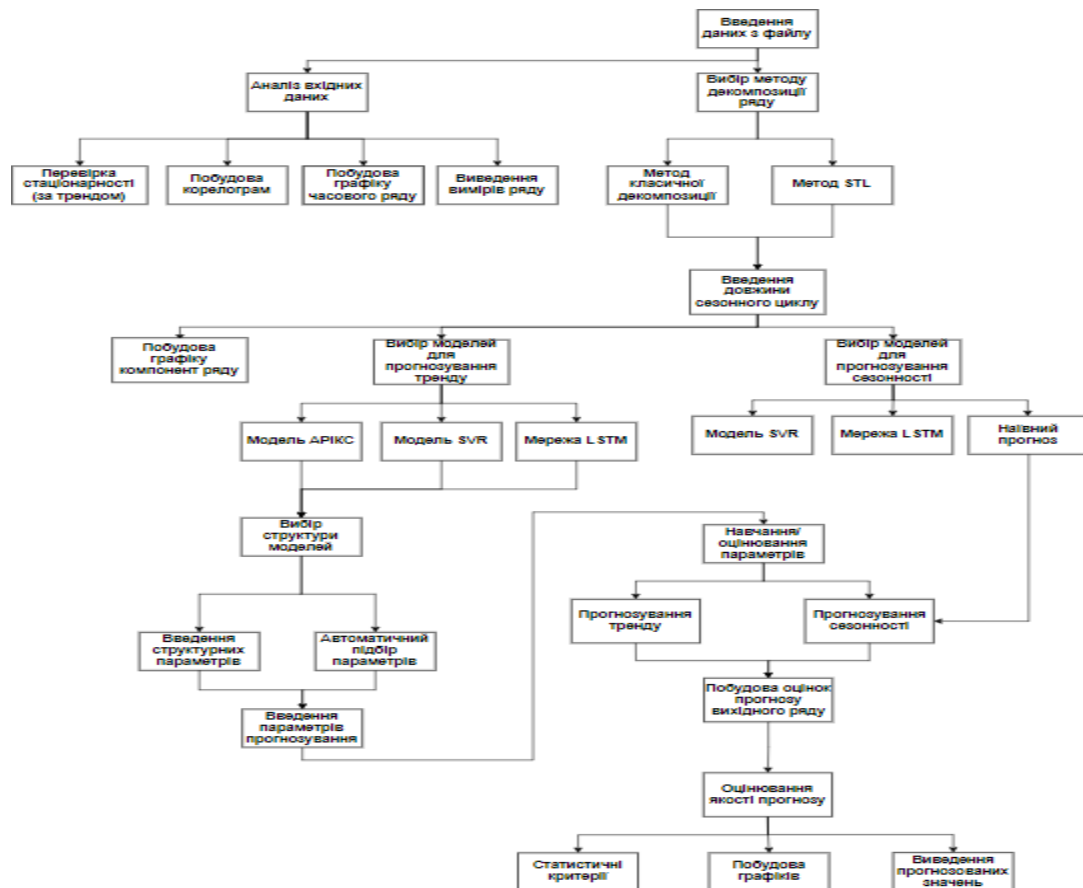 Введення
даних з файлу
Аналіз вхідних
даних
Вибір методу
декомпозиції
ряду
Перевірка
стаціонарності
(за трендом)
Побудова
корелограм
Побудова
графіку
часового ряду
Виведення
вимірів ряду
Метод
класичної
декомпозиції
Метод STL
Введення
довжини
сезонного циклу
Побудова
графіку
компонент ряду
Вибір моделей
для
прогнозування
тренду
Вибір моделей
для
прогнозування
сезонності
Модель АРІКС
Модель SVR
Мережа LSTM
Модель SVR
Мережа LSTM
Наївний
прогноз
Вибір
структури
моделей
Навчання/
оцінювання
параметрів
Введення
структурних
параметрів
Автоматичний
підбір
параметрів
Прогнозування
тренду
Прогнозування
сезонності
Введення
параметрів
прогнозування
Побудова оцінок
прогнозу
вихідного ряду
Оцінювання
якості прогнозу
Статистичні
критерії
Побудова
графіків
Виведення
прогнозованих
значень